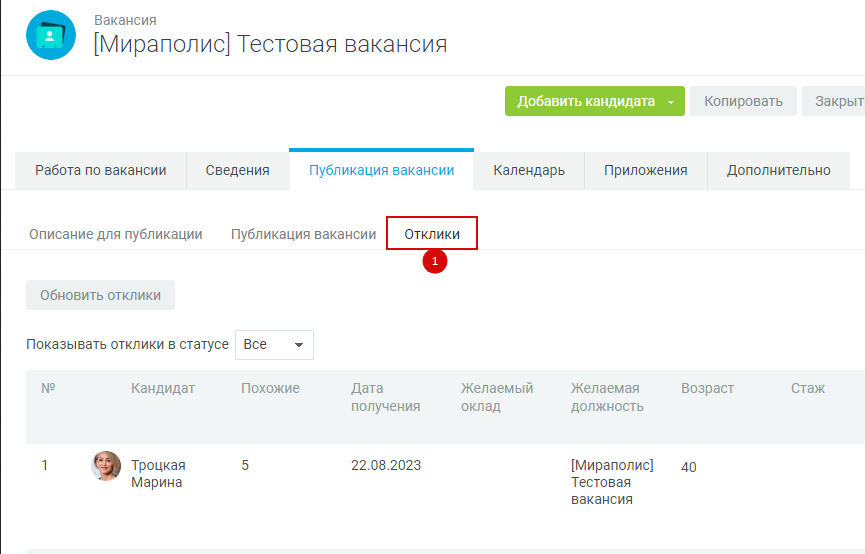 Вакансия
[Мираполис] Тестовая вакансия
Добавить кандидата
Копировать
Закрыт
Работа по вакансии
Сведения
Публикация вакансии
Календарь
Приложения
Дополнительно
Описание для публикации
Публикация вакансии
Отклики
1
Обновить отклики
Показывать отклики в статусе
Все
№
Кандидат
Похожие
Дата
получения
Желаемый
оклад
Желаемая
должность
Возраст
Стаж
1
Троцкая
Марина
5
22.08.2023
[Мираполис]
Тестовая
вакансия
40